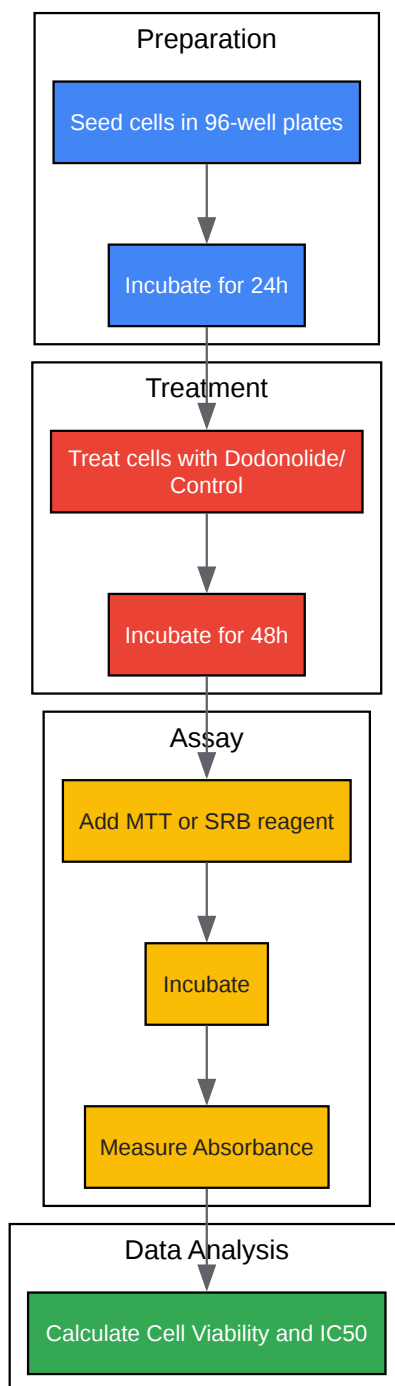 Preparation
Seed cells in 96-well plates
Incubate for 24h
Treatment
Treat cells with Dodonolide/
Control
Incubate for 48h
Assay
Add MTT or SRB reagent
Incubate
Measure Absorbance
Data Analysis
Calculate Cell Viability and IC50